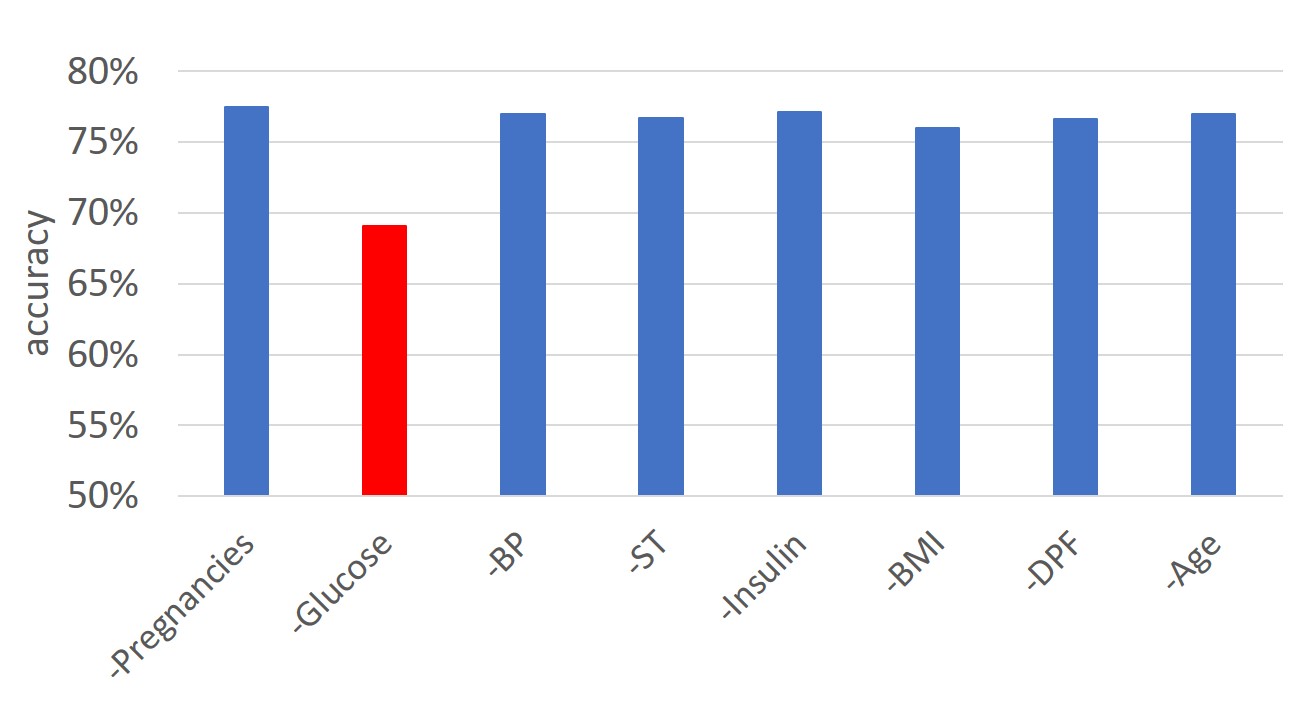 80%
75%
70%
65%
60%
55%
50%
accuracy
-Pregnancies
-Glucose
-BP
-ST
-Insulin
-BMI
-DPF
-Age